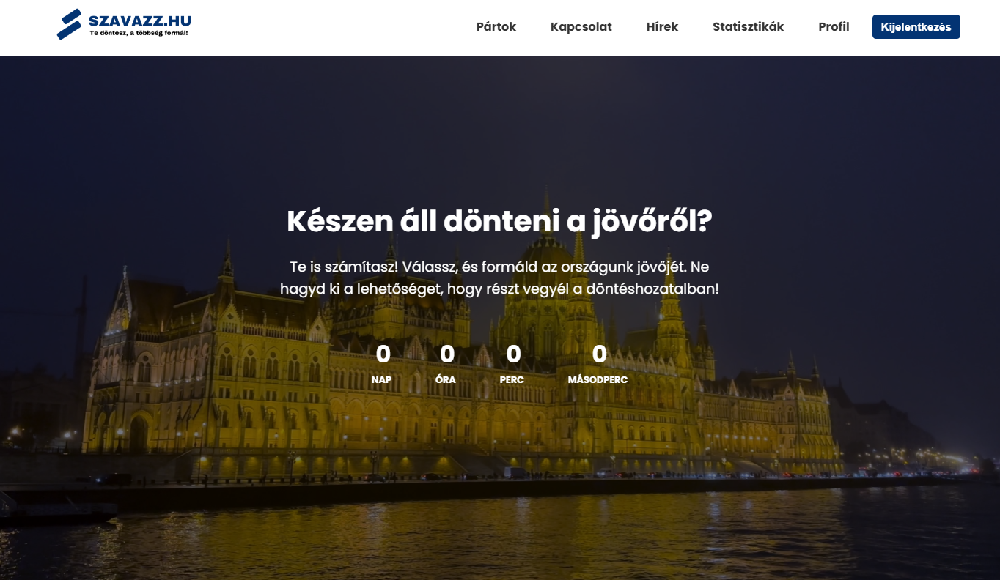 SZAVAZZ.HU
Te döntesz, a többség formál!
Pártok Kapcsolat Hírek Statisztikák Profil Kijelentkezés
Készen áll dönteni a jövőről?
Te is számítasz! Válassz, és formáld az országunk jövőjét. Ne
hagyd ki a lehetőséget, hogy részt vegyél a döntéshozatalban!
0 0 0 0
NAP ÓRA PERC MÁSODPERC